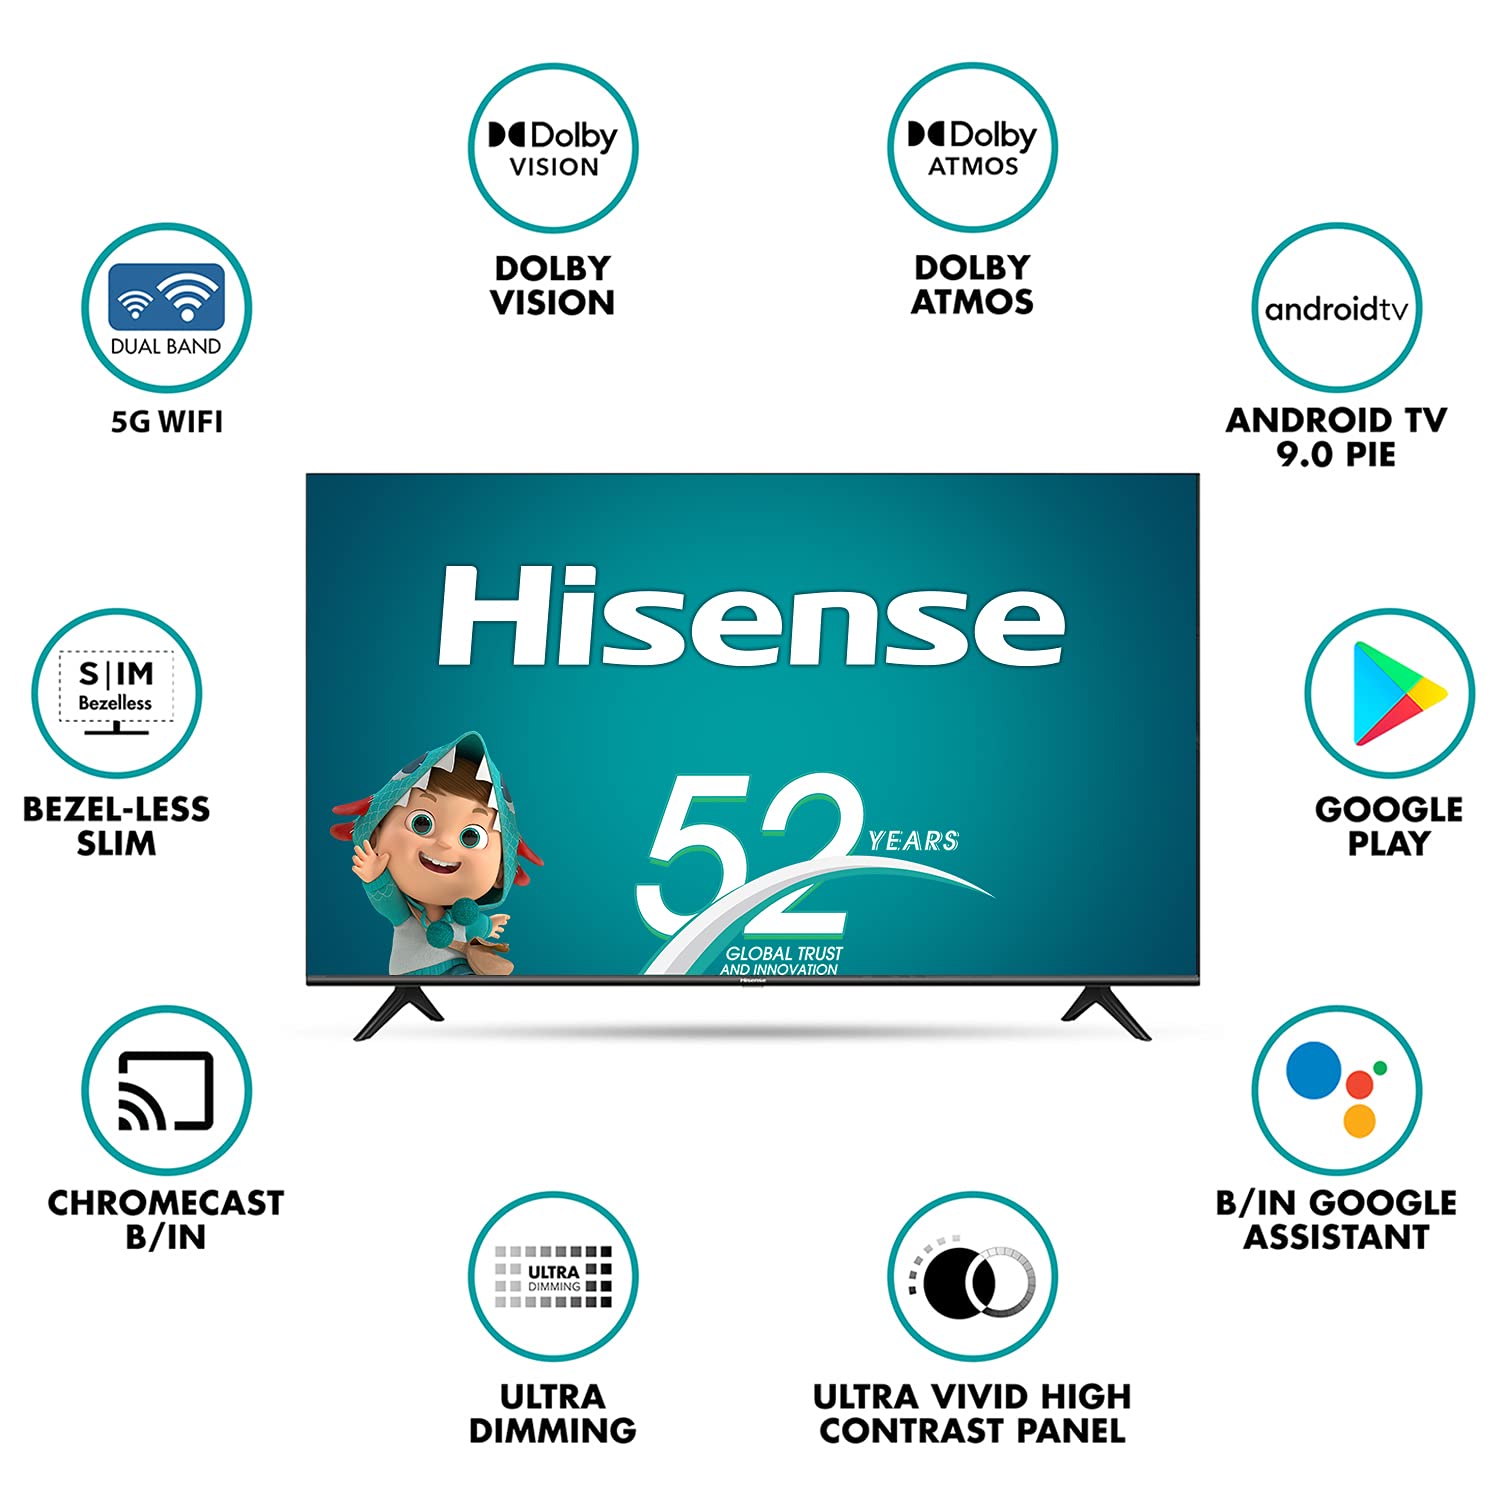 Dolby
VISION
DOLBY
VISION
Dolby
ATMOS
DOLBY
ATMOS
DUAL BAND
5G WIFI
androidtv
ANDROID TV
9.0 PIE
Hisense
52 YEARS
GLOBAL TRUST
AND INNOVATION
Hisense
S|IM
Bezelless
BEZEL-LESS
SLIM
GOOGLE
PLAY
CHROMECAST
B/IN
B/IN GOOGLE
ASSISTANT
ULTRA
DIMMING
ULTRA
DIMMING
ULTRA VIVID HIGH
CONTRAST PANEL